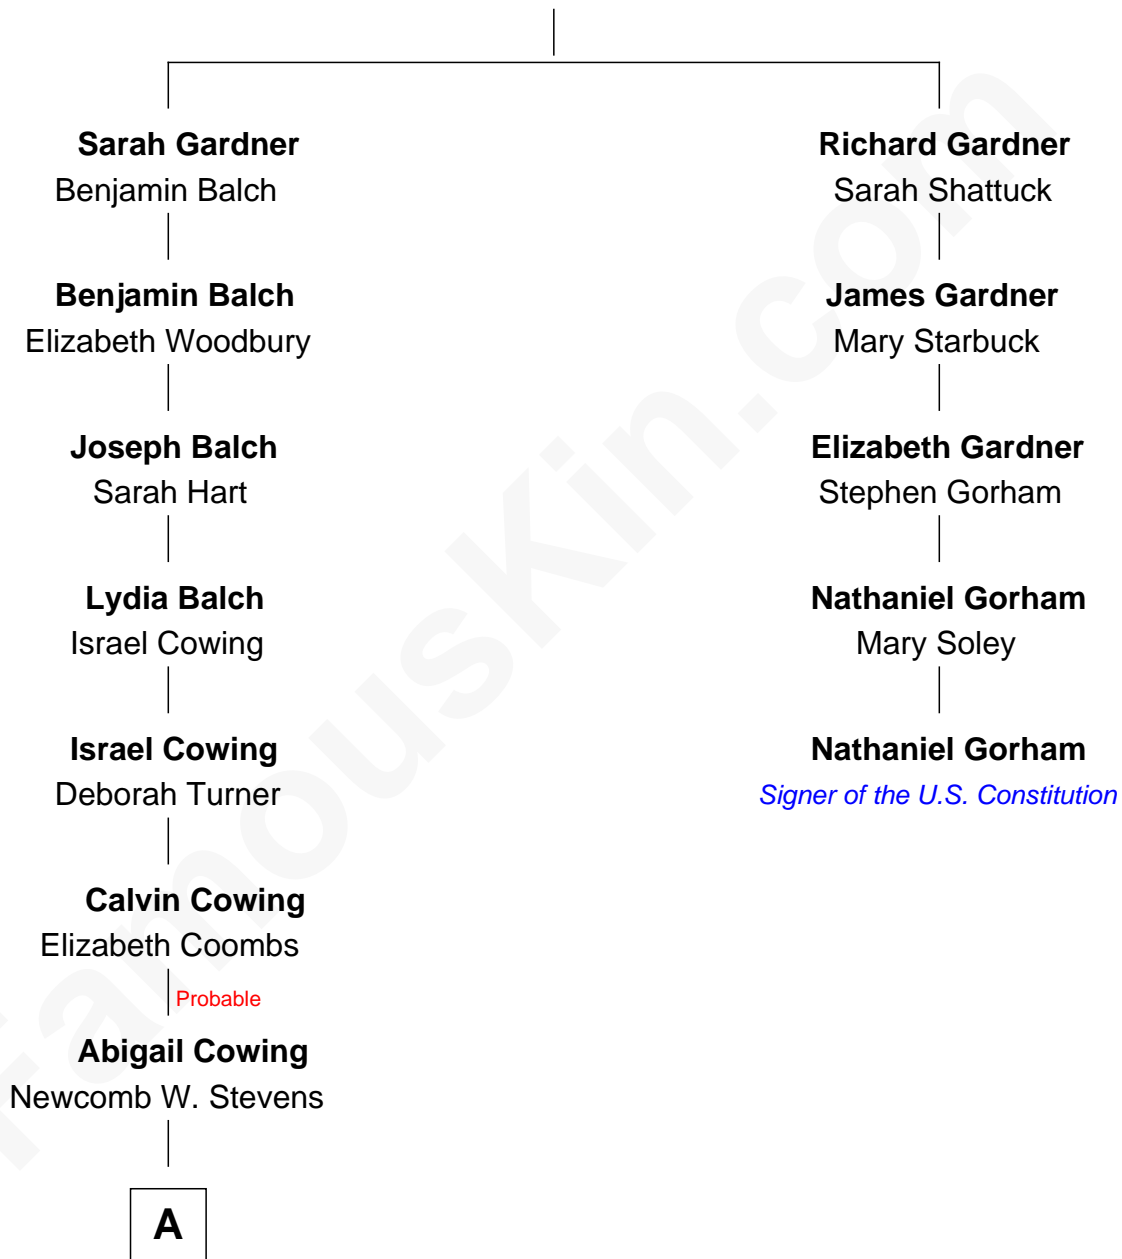 Sarah Gardner
Benjamin Balch
Benjamin Balch
Elizabeth Woodbury
Joseph Balch
Sarah Hart
Lydia Balch
Israel Cowing
Israel Cowing
Deborah Turner
Calvin Cowing
Elizabeth Coombs
Probable
Abigail Cowing
Newcomb W. Stevens
A
Richard Gardner
Sarah Shattuck
James Gardner
Mary Starbuck
Elizabeth Gardner
Stephen Gorham
Nathaniel Gorham
Mary Soley
Nathaniel Gorham
Signer of the U.S. Constitution
FamousKin.com